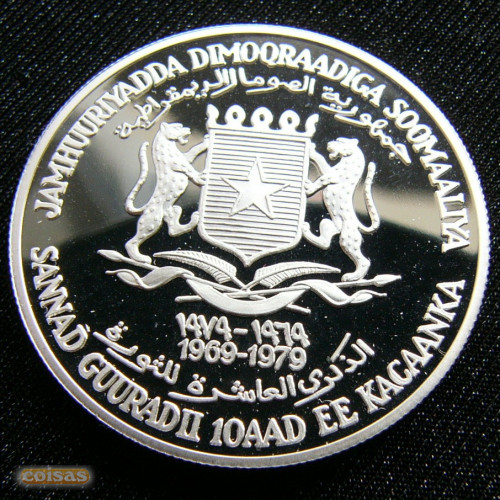 JAMHUURIYADDA DIMOQRAADIGA SOOMAALIYA
جمهورية الصومال الديمقراطية
١٩٧٩-١٩٦٩
1969-1979
الذكرى العاشرة للثورة
SANNAD GUURADII 10AAD EE KACAANKA
coisas